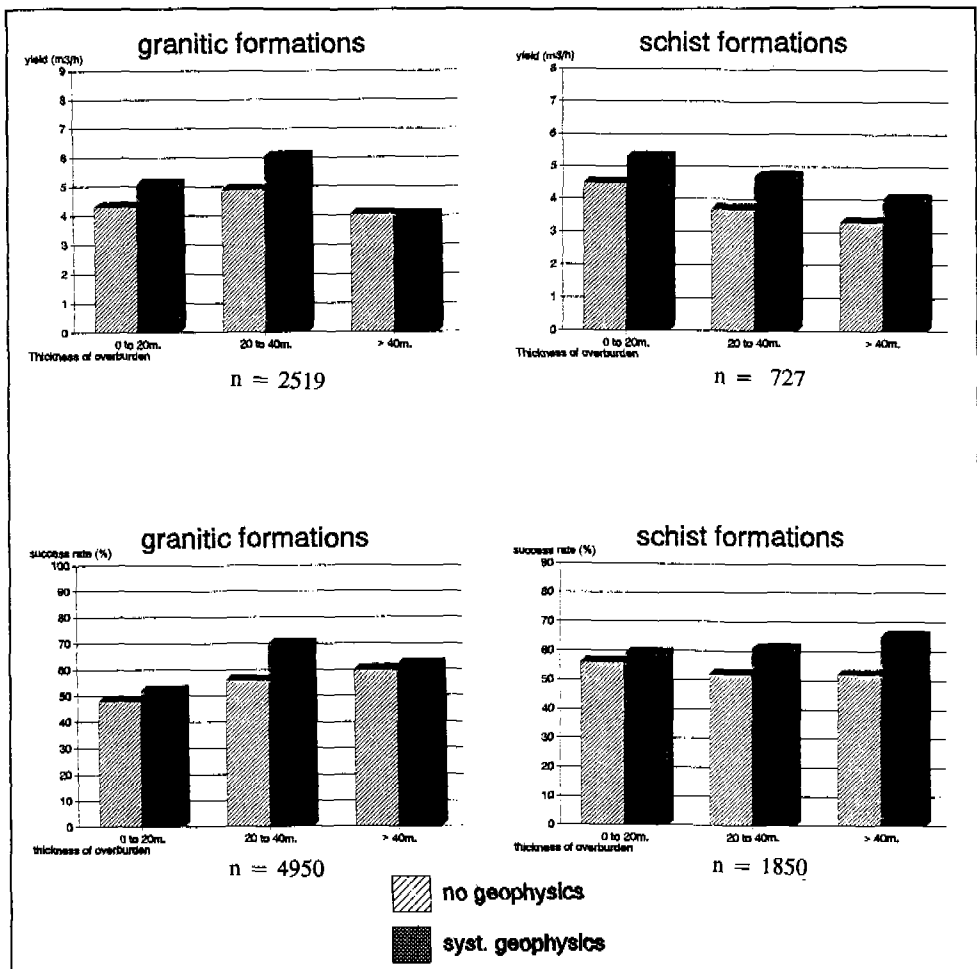 granitic formations
yield (m3/h)
9
8
7
6
5
4
3
2
1
0
0 to 20m.
20 to 40m.
> 40m.
Thickness of overburden
n = 2519
schist formations
yield (m3/h)
8
7
6
5
4
3
2
1
0
0 to 20m.
20 to 40m.
> 40m.
Thickness of overburden
n = 727
granitic formations
success rate (%)
100
90
80
70
60
50
40
30
20
10
0
0 to 20m.
20 to 40m.
> 40m.
thickness of overburden
n = 4950
schist formations
success rate (%)
90
80
70
60
50
40
30
20
10
0
0 to 20m.
20 to 40m.
> 40m.
thickness of overburden
n = 1850
no geophysics
syst. geophysics